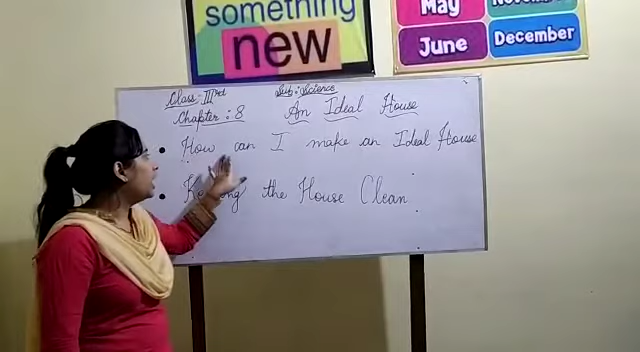 something
new
May
June
November
December
Class:- IIIrd
Sub:- Science
Chapter :8
An Ideal House
• How can I make an Ideal House
• the House Clean